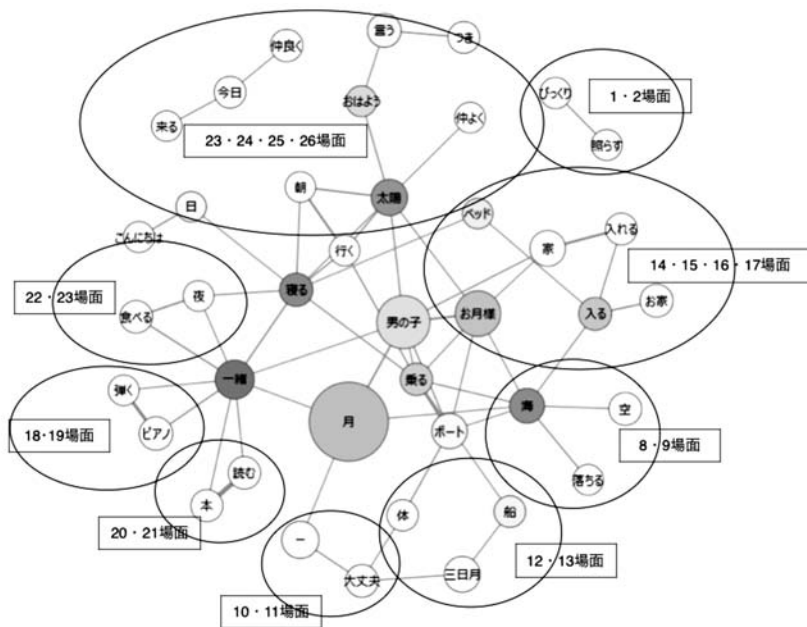 言う
つき
仲良く
今日
来る
おはよう
仲よく
23・24・25・26場面
びっくり
照らす
1・2場面
朝
太陽
日
こんにちは
行く
ベッド
家
入れる
14・15・16・17場面
22・23場面
夜
食べる
寝る
男の子
お月様
入る
お家
一緒
乗る
海
空
弾く
ピアノ
月
ボート
18・19場面
8・9場面
読む
本
落ちる
20・21場面
体
船
一
大丈夫
三日月
12・13場面
10・11場面